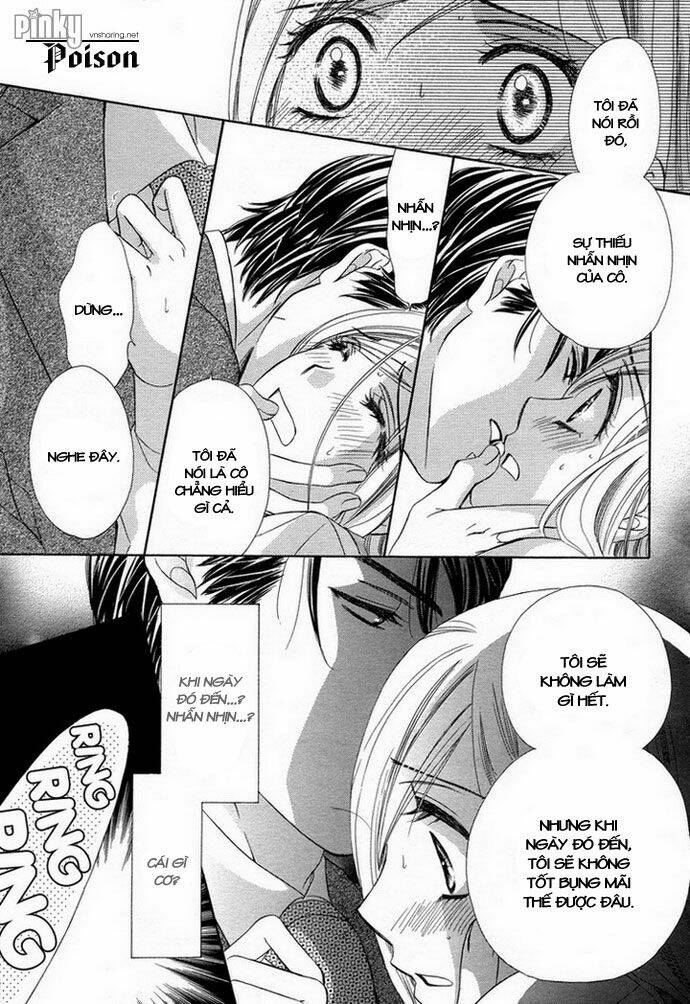 pinky
vnsharing.net
Poison
TÔI ĐÃ
NÓI RỒI
ĐÓ,
SỰ THIẾU
NHẪN NHỊN
CỦA CÔ.
NHẪN
NHỊN...?
DỪNG...
NGHE ĐÂY.
TÔI ĐÃ
NÓI LÀ CÔ
CHẲNG HIỂU
GÌ CẢ.
TÔI SẼ
KHÔNG LÀM
GÌ HẾT.
NHƯNG KHI
NGÀY ĐÓ ĐẾN,
TÔI SẼ KHÔNG
TỐT BỤNG MÃI
THẾ ĐƯỢC ĐÂU.
KHI NGÀY
ĐÓ ĐẾN...?
NHẪN NHỊN...?
CÁI GÌ
CƠ?
RING
RING
RING